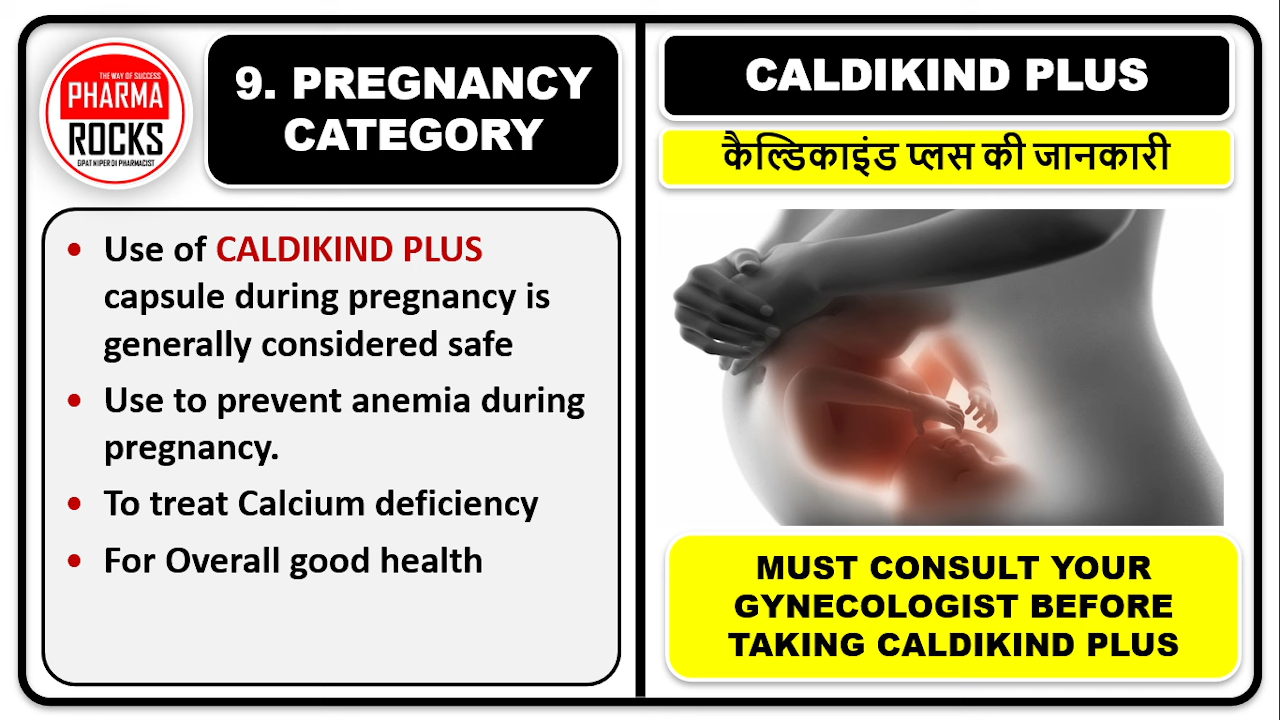 THE WAY OF SUCCESS
PHARMA
ROCKS
GPAT NIPER DI PHARMACIST
9. PREGNANCY
CATEGORY
• Use of CALDIKIND PLUS
capsule during pregnancy is
generally considered safe
• Use to prevent anemia during
pregnancy.
• To treat Calcium deficiency
• For Overall good health
CALDIKIND PLUS
कैल्डिकाइंड प्लस की जानकारी
MUST CONSULT YOUR
GYNECOLOGIST BEFORE
TAKING CALDIKIND PLUS